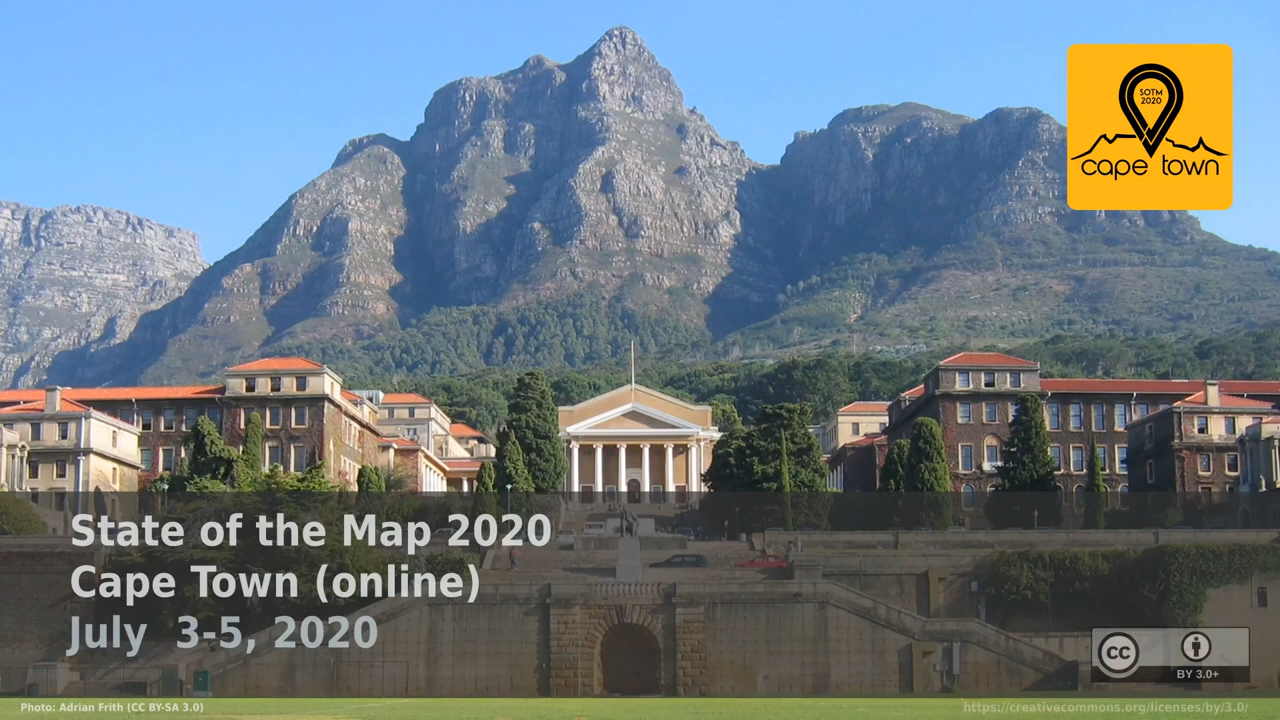 SOTM
2020
cape town
State of the Map 2020
Cape Town (online)
July 3-5, 2020
cc
BY 3.0+
Photo: Adrian Frith (CC BY-SA 3.0)
https://creativecommons.org/licenses/by/3.0/